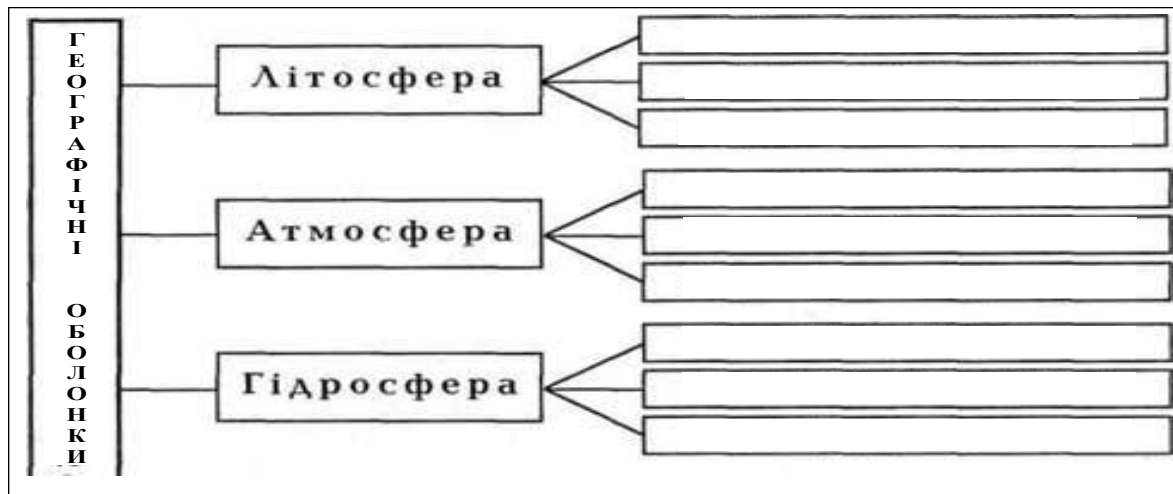 ГЕОГРАФІЧНІ ОБОЛОНКИ
Літосфера
Атмосфера
Гідросфера